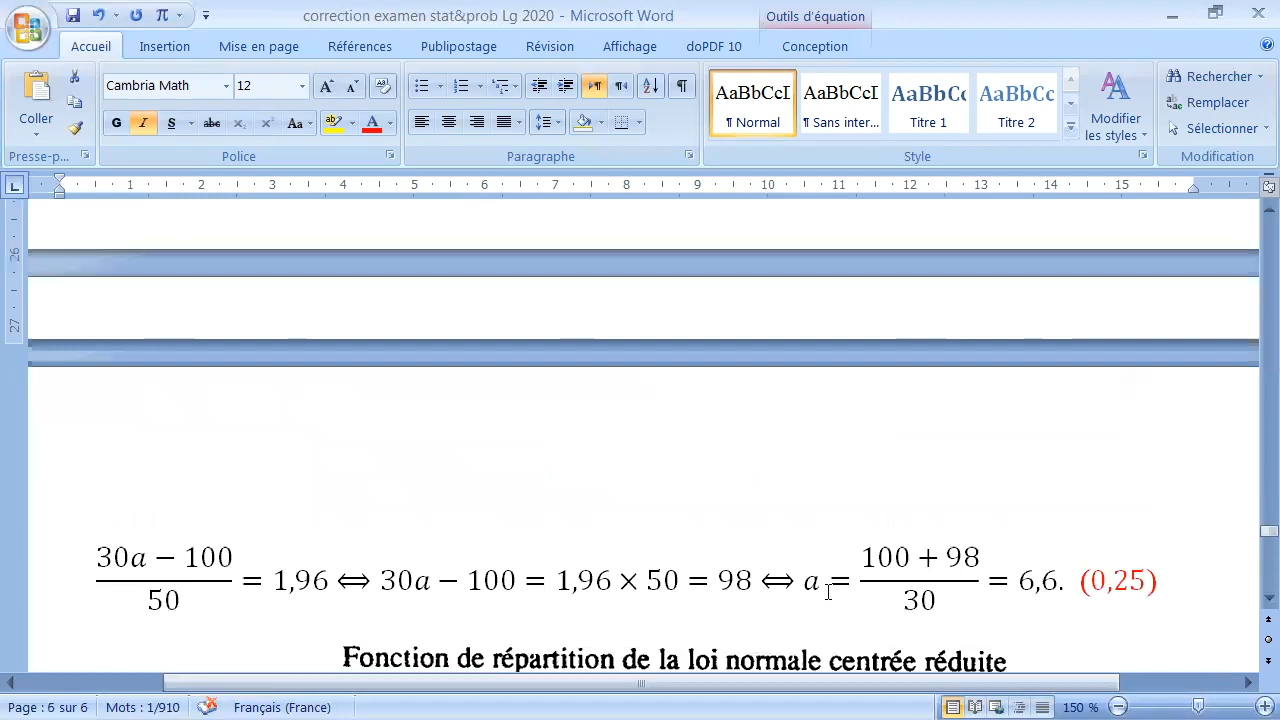 correction examen stat&prob Lg 2020 - Microsoft Word
Outils d'équation
Accueil Insertion Mise en page Références Publipostage Révision Affichage doPDF 10 Conception
Coller
Cambria Math 12
AaBbCcI AaBbCcI AaBbCc AaBbCc
¶ Normal ¶ Sans inter... Titre 1 Titre 2
Modifier les styles
Rechercher
Remplacer
Sélectionner
G I S abc x₂ x² Aa ab A
Presse-p... Police Paragraphe Style Modification
1 2 3 4 5 6 7 8 9 10 11 12 13 14 15
26
27
(30a − 100)/50 = 1,96 ⟺ 30a − 100 = 1,96 × 50 = 98 ⟺ a = (100 + 98)/30 = 6,6. (0,25)
Fonction de répartition de la loi normale centrée réduite
Page : 6 sur 6 Mots : 1/910 Français (France) 150 %